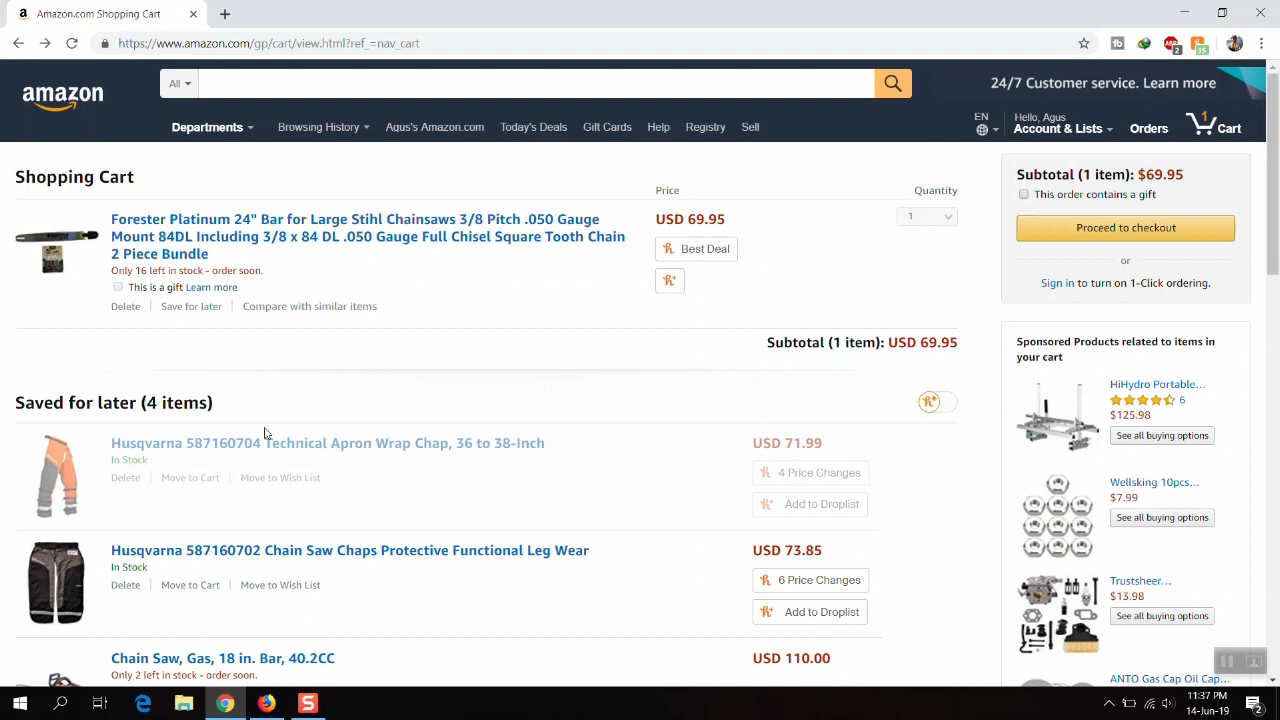 Amazon.com Shopping Cart
https://www.amazon.com/gp/cart/view.html?ref_=nav_cart
2
35
amazon
All
24/7 Customer service. Learn more
Departments
Browsing History
Agus's Amazon.com
Today's Deals
Gift Cards
Help
Registry
Sell
EN
Hello, Agus
Account & Lists
Orders
1
Cart
Shopping Cart
Price
Quantity
Forester Platinum 24" Bar for Large Stihl Chainsaws 3/8 Pitch .050 Gauge
Mount 84DL Including 3/8 x 84 DL .050 Gauge Full Chisel Square Tooth Chain
2 Piece Bundle
Only 16 left in stock - order soon.
This is a gift Learn more
Delete
Save for later
Compare with similar items
USD 69.95
Best Deal
1
Subtotal (1 item): USD 69.95
Subtotal (1 item): $69.95
This order contains a gift
Proceed to checkout
or
Sign in to turn on 1-Click ordering.
Saved for later (4 items)
Husqvarna 587160704 Technical Apron Wrap Chap, 36 to 38-Inch
In Stock
Delete
Move to Cart
Move to Wish List
USD 71.99
4 Price Changes
Add to Droplist
Husqvarna 587160702 Chain Saw Chaps Protective Functional Leg Wear
In Stock
Delete
Move to Cart
Move to Wish List
USD 73.85
6 Price Changes
Add to Droplist
Chain Saw, Gas, 18 in. Bar, 40.2CC
Only 2 left in stock - order soon.
USD 110.00
Sponsored Products related to items in
your cart
HiHydro Portable...
6
$125.98
See all buying options
Wellsking 10pcs...
$7.99
See all buying options
Trustsheer...
$13.98
See all buying options
ANTO Gas Cap Oil Cap...
11:37 PM
14-Jun-19
2